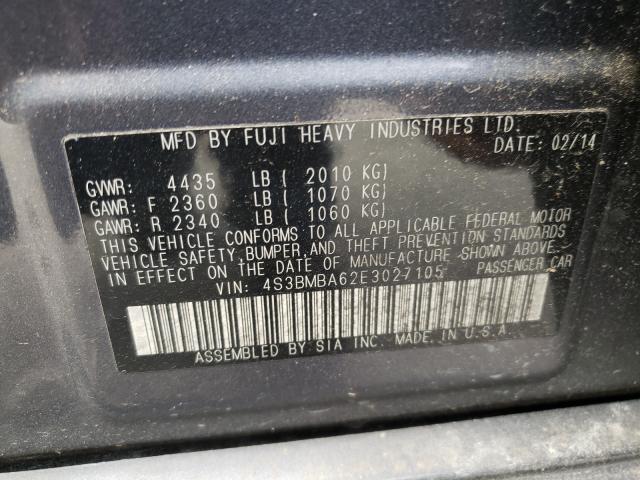 MFD BY FUJI HEAVY INDUSTRIES LTD.
DATE: 02/14
GVWR: 4435 LB ( 2010 KG)
GAWR: F 2360 LB ( 1070 KG)
GAWR: R 2340 LB ( 1060 KG)
THIS VEHICLE CONFORMS TO ALL APPLICABLE FEDERAL MOTOR
VEHICLE SAFETY, BUMPER, AND THEFT PREVENTION STANDARDS
IN EFFECT ON THE DATE OF MANUFACTURE SHOWN ABOVE.
VIN: 4S3BMBA62E3027105 PASSENGER CAR
ASSEMBLED BY SIA INC. MADE IN U.S.A.